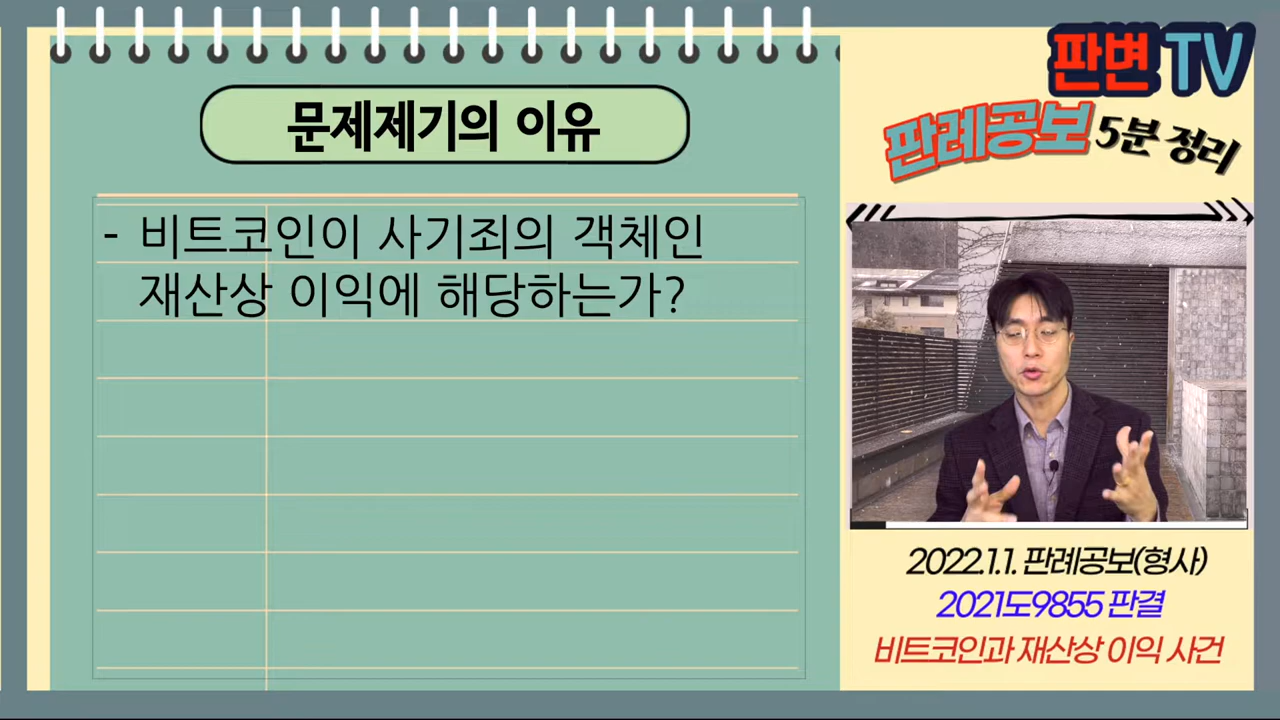 문제제기의 이유
- 비트코인이 사기죄의 객체인
재산상 이익에 해당하는가?
판변 TV
판례공보 5분 정리
2022.1.1. 판례공보(형사)
2021도9855 판결
비트코인과 재산상 이익 사건